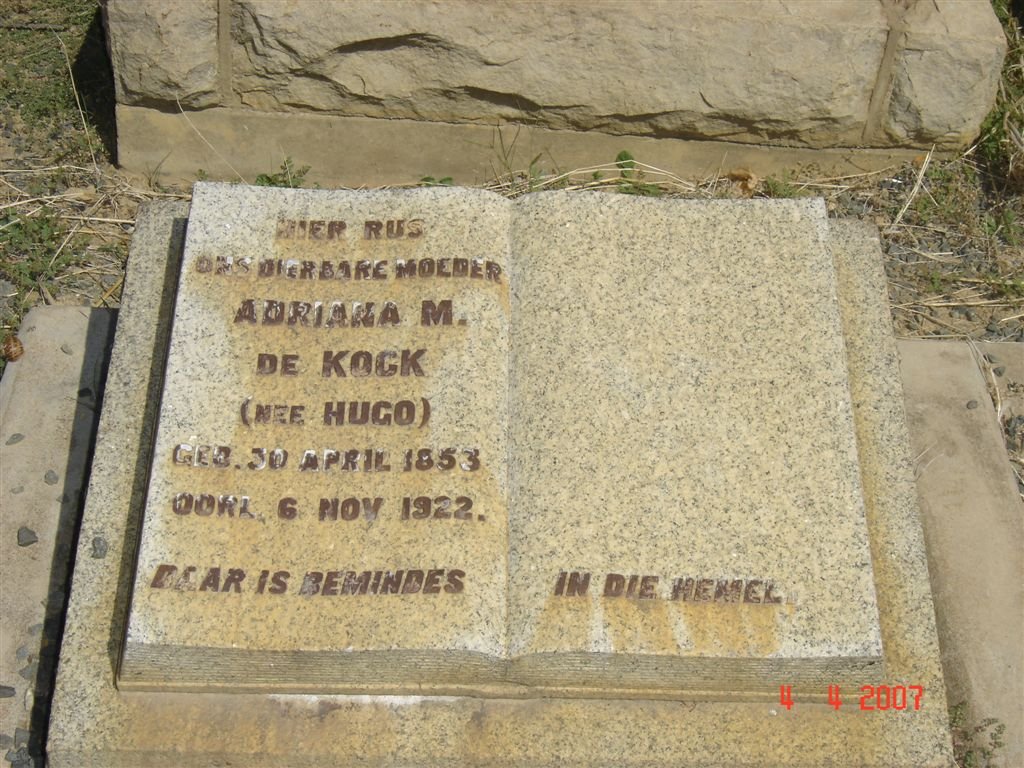 HIER RUS
ONS DIERBARE MOEDER
ADRIANA M.
DE KOCK
(NEE HUGO)
GEB. 30 APRIL 1853
OORL. 6 NOV 1922.
DAAR IS BEMINDES
IN DIE HEMEL.
4 4 2007